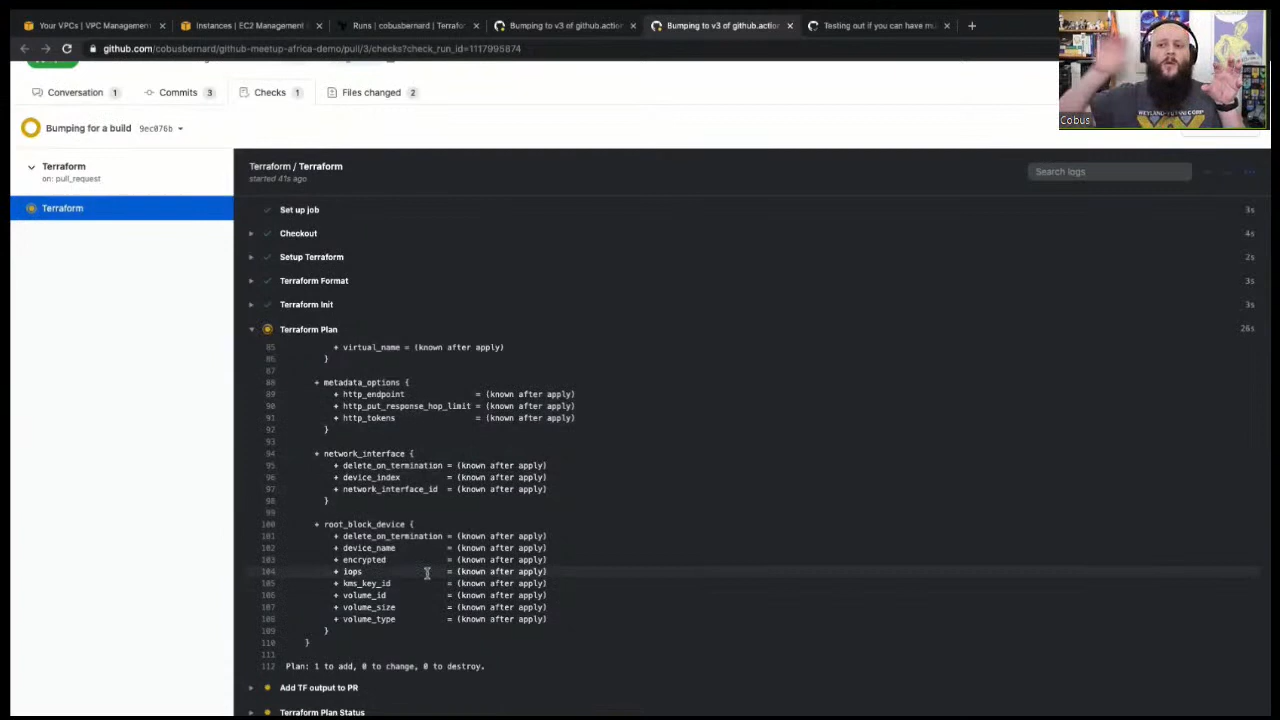 Your VPCs | VPC Management
Instances | EC2 Management
Runs | cobusbernard | Terrafor
Bumping to v3 of github.action
Bumping to v3 of github.action
Testing out if you can have mu
github.com/cobusbernard/github-meetup-africa-demo/pull/3/checks?check_run_id=1117995874
Conversation 1
Commits 3
Checks 1
Files changed 2
Bumping for a build 9ec076b
Terraform
on: pull_request
Terraform
Terraform / Terraform
started 41s ago
Search logs
Set up job 3s
Checkout 4s
Setup Terraform 2s
Terraform Format 3s
Terraform Init 3s
Terraform Plan 26s
85 + virtual_name = (known after apply)
86 }
87
88 + metadata_options {
89 + http_endpoint = (known after apply)
90 + http_put_response_hop_limit = (known after apply)
91 + http_tokens = (known after apply)
92 }
93
94 + network_interface {
95 + delete_on_termination = (known after apply)
96 + device_index = (known after apply)
97 + network_interface_id = (known after apply)
98 }
99
100 + root_block_device {
101 + delete_on_termination = (known after apply)
102 + device_name = (known after apply)
103 + encrypted = (known after apply)
104 + iops = (known after apply)
105 + kms_key_id = (known after apply)
106 + volume_id = (known after apply)
107 + volume_size = (known after apply)
108 + volume_type = (known after apply)
109 }
110 }
111
112 Plan: 1 to add, 0 to change, 0 to destroy.
Add TF output to PR
Terraform Plan Status
WEYLAND-YUTANI CORP
Cobus